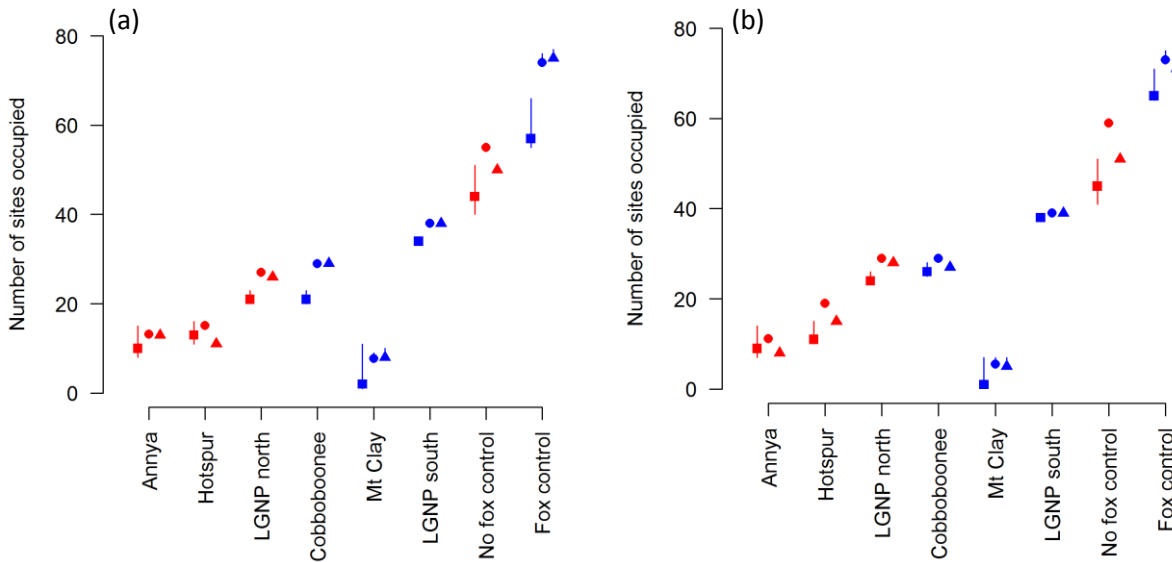 (a)
Number of sites occupied
80
60
40
20
0
Annya
Hotspur
LGNP north
Cobboboonee
Mt Clay
LGNP south
No fox control
Fox control
(b)
Number of sites occupied
80
60
40
20
0
Annya
Hotspur
LGNP north
Cobboboonee
Mt Clay
LGNP south
No fox control
Fox control